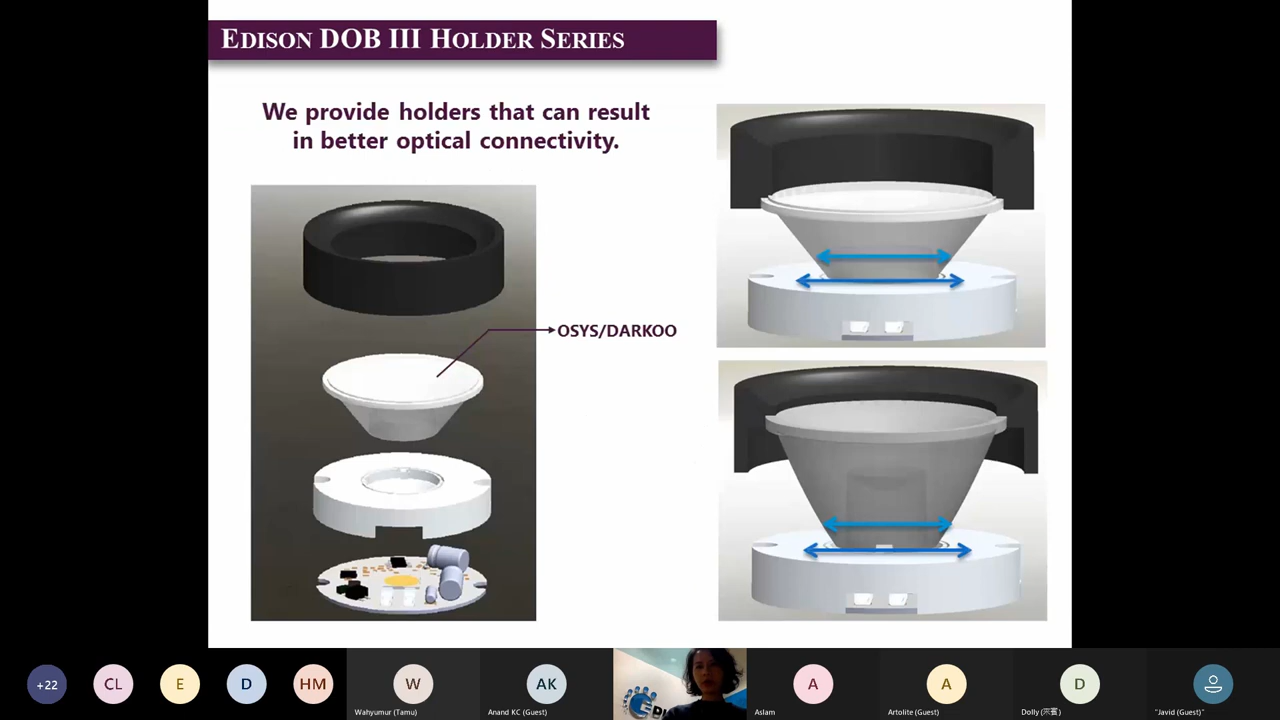 EDISON DOB III HOLDER SERIES
We provide holders that can result
in better optical connectivity.
OSYS/DARKOO
+22
CL
E
D
HM
W
AK
A
A
D
Wahyumur (Tamu)
Anand KC (Guest)
Aslam
Artolite (Guest)
"Javid (Guest)"